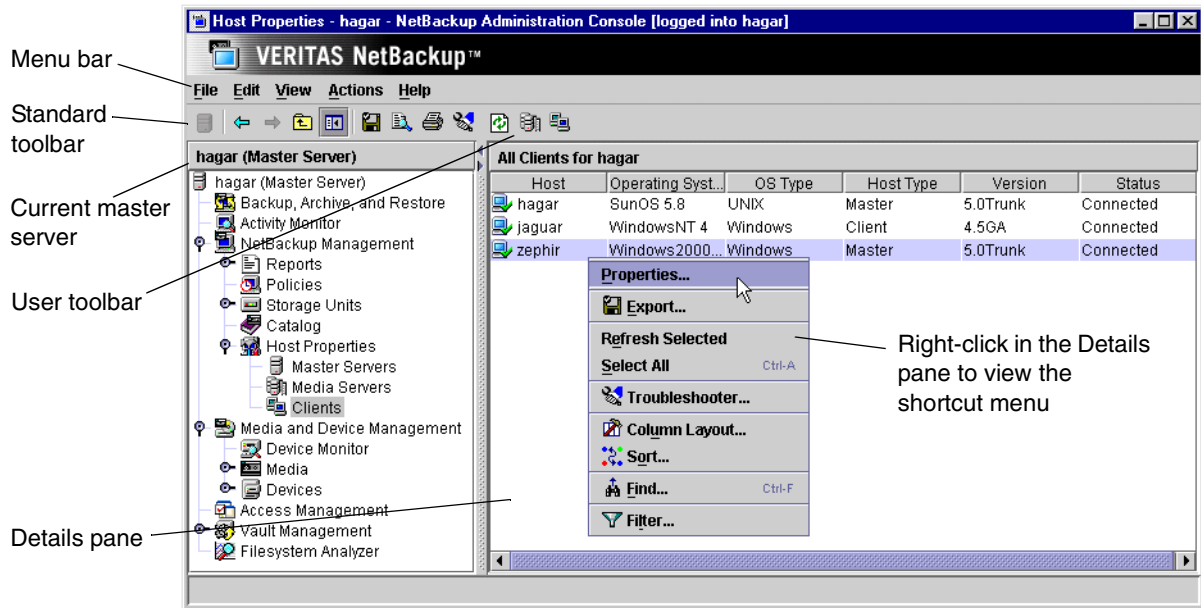 Host Properties - hagar - NetBackup Administration Console [logged into hagar]
VERITAS NetBackup™
File Edit View Actions Help
Menu bar
Standard
toolbar
Current master
server
User toolbar
Details pane
hagar (Master Server)
hagar (Master Server)
Backup, Archive, and Restore
Activity Monitor
NetBackup Management
Reports
Policies
Storage Units
Catalog
Host Properties
Master Servers
Media Servers
Clients
Media and Device Management
Device Monitor
Media
Devices
Access Management
Vault Management
Filesystem Analyzer
All Clients for hagar
Host Operating Syst... OS Type Host Type Version Status
hagar SunOS 5.8 UNIX Master 5.0Trunk Connected
jaguar WindowsNT 4 Windows Client 4.5GA Connected
zephir Windows2000... Windows Master 5.0Trunk Connected
Properties...
Export...
Refresh Selected
Select All Ctrl-A
Troubleshooter...
Column Layout...
Sort...
Find... Ctrl-F
Filter...
Right-click in the Details
pane to view the
shortcut menu